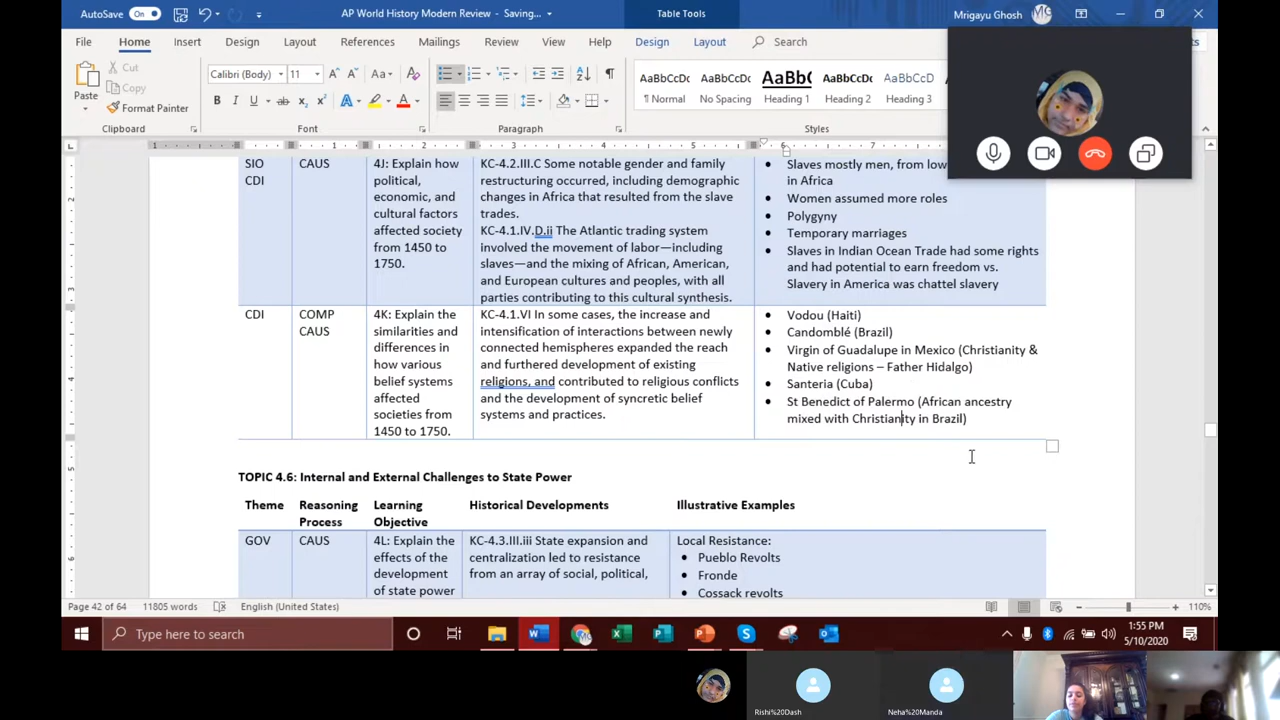 AutoSave On AP World History Modern Review - Saving... Table Tools Mrigayu Ghosh MG
File Home Insert Design Layout References Mailings Review View Help Design Layout Search ts
Cut
Copy
Paste
Format Painter
Calibri (Body) 11
AaBbCcDc AaBbCcDc AaBbC AaBbCcC AaBbCcD
¶ Normal No Spacing Heading 1 Heading 2 Heading 3
Clipboard Font Paragraph Styles
1 1 2 3 4 5 6 7
SIO
CDI
CAUS
4J: Explain how
political,
economic, and
cultural factors
affected society
from 1450 to
1750.
KC-4.2.III.C Some notable gender and family
restructuring occurred, including demographic
changes in Africa that resulted from the slave
trades.
KC-4.1.IV.D.ii The Atlantic trading system
involved the movement of labor—including
slaves—and the mixing of African, American,
and European cultures and peoples, with all
parties contributing to this cultural synthesis.
• Slaves mostly men, from low
in Africa
• Women assumed more roles
• Polygyny
• Temporary marriages
• Slaves in Indian Ocean Trade had some rights
and had potential to earn freedom vs.
Slavery in America was chattel slavery
CDI
COMP
CAUS
4K: Explain the
similarities and
differences in
how various
belief systems
affected
societies from
1450 to 1750.
KC-4.1.VI In some cases, the increase and
intensification of interactions between newly
connected hemispheres expanded the reach
and furthered development of existing
religions, and contributed to religious conflicts
and the development of syncretic belief
systems and practices.
• Vodou (Haiti)
• Candomblé (Brazil)
• Virgin of Guadalupe in Mexico (Christianity &
Native religions – Father Hidalgo)
• Santeria (Cuba)
• St Benedict of Palermo (African ancestry
mixed with Christianity in Brazil)
TOPIC 4.6: Internal and External Challenges to State Power
Theme
Reasoning
Process
Learning
Objective
Historical Developments
Illustrative Examples
GOV
CAUS
4L: Explain the
effects of the
development
of state power
KC-4.3.III.iii State expansion and
centralization led to resistance
from an array of social, political,
Local Resistance:
• Pueblo Revolts
• Fronde
• Cossack revolts
Page 42 of 64 11805 words English (United States) 110%
Type here to search
1:55 PM
5/10/2020
Rishi%20Dash
Neha%20Manda